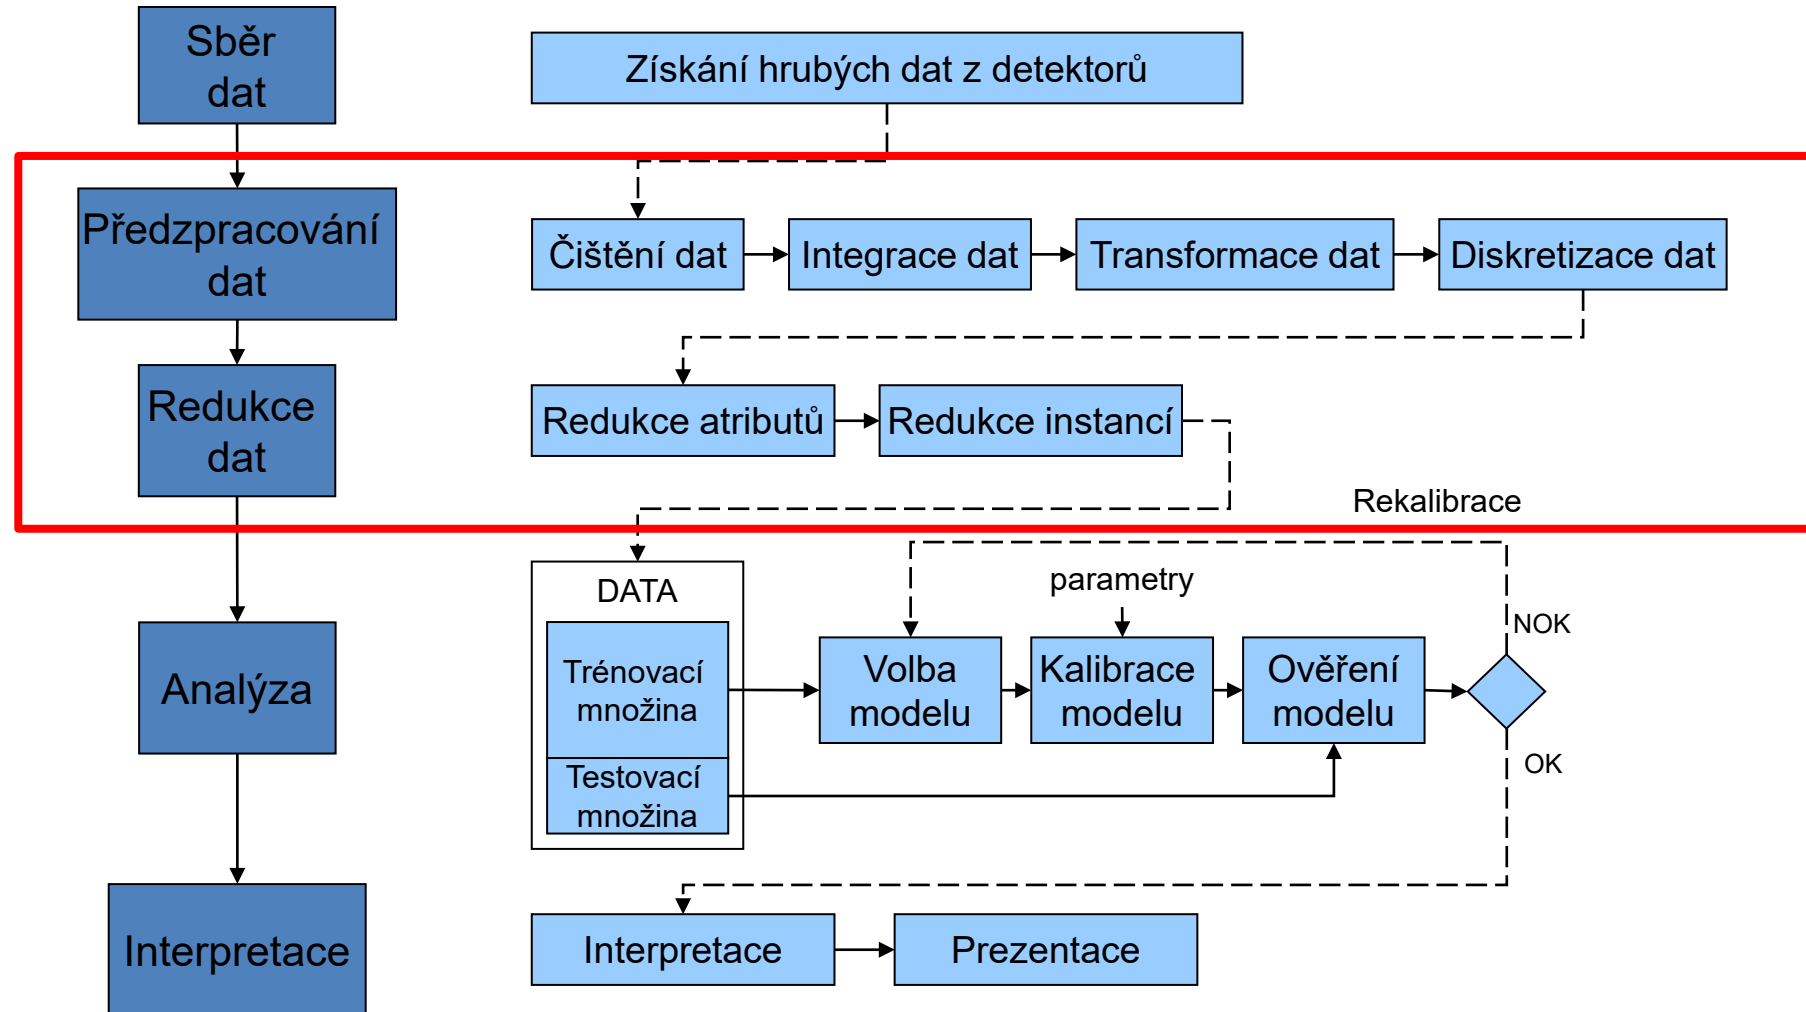 Sběr
dat
Získání hrubých dat z detektorů
Předzpracování
dat
Čištění dat
Integrace dat
Transformace dat
Diskretizace dat
Redukce
dat
Redukce atributů
Redukce instancí
Rekalibrace
DATA
parametry
NOK
Trénovací
množina
Volba
modelu
Kalibrace
modelu
Ověření
modelu
Analýza
OK
Testovací
množina
Interpretace
Interpretace
Prezentace